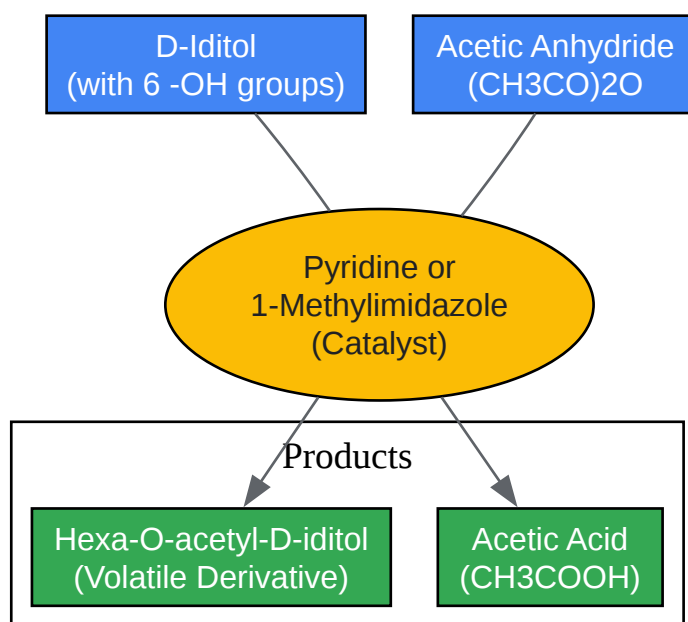 D-Iditol
(with 6 -OH groups)
Acetic Anhydride
(CH3CO)2O
Pyridine or
1-Methylimidazole
(Catalyst)
Products
Hexa-O-acetyl-D-iditol
(Volatile Derivative)
Acetic Acid
(CH3COOH)